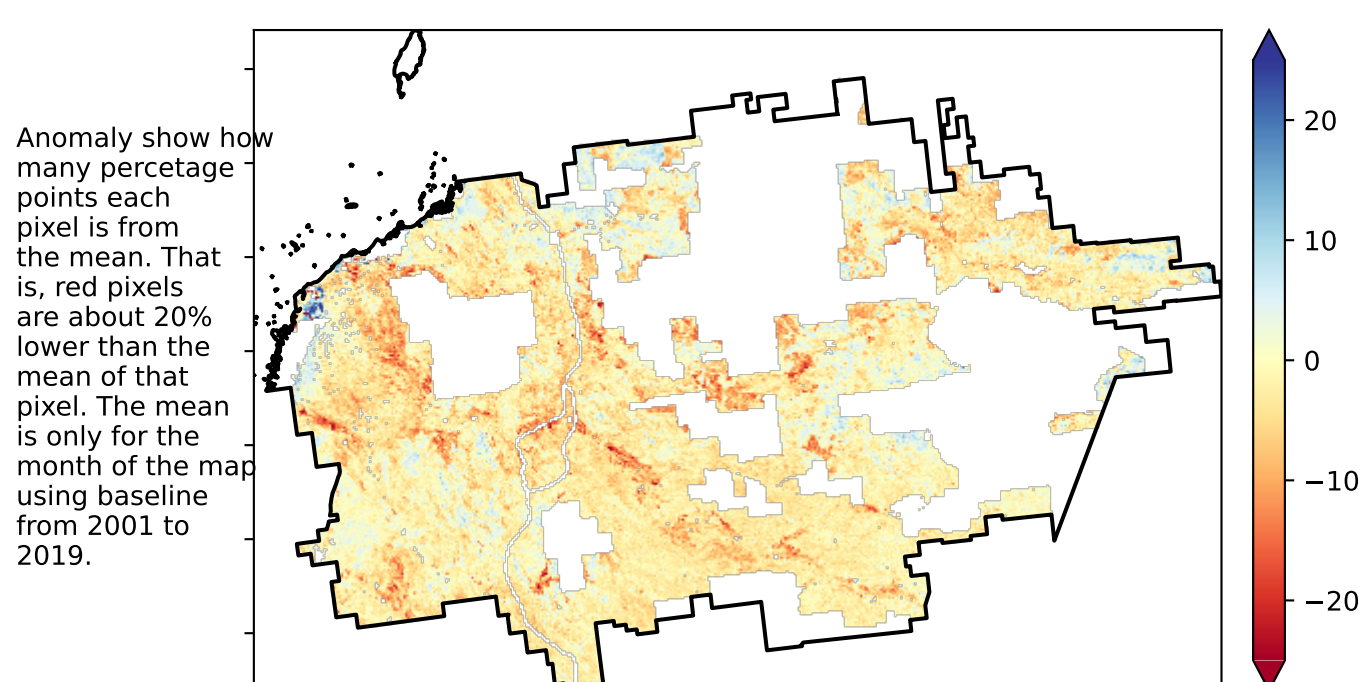 Anomaly show how
many percetage
points each
pixel is from
the mean. That
is, red pixels
are about 20%
lower than the
mean of that
pixel. The mean
is only for the
month of the map
using baseline
from 2001 to
2019.
20
10
0
−10
−20